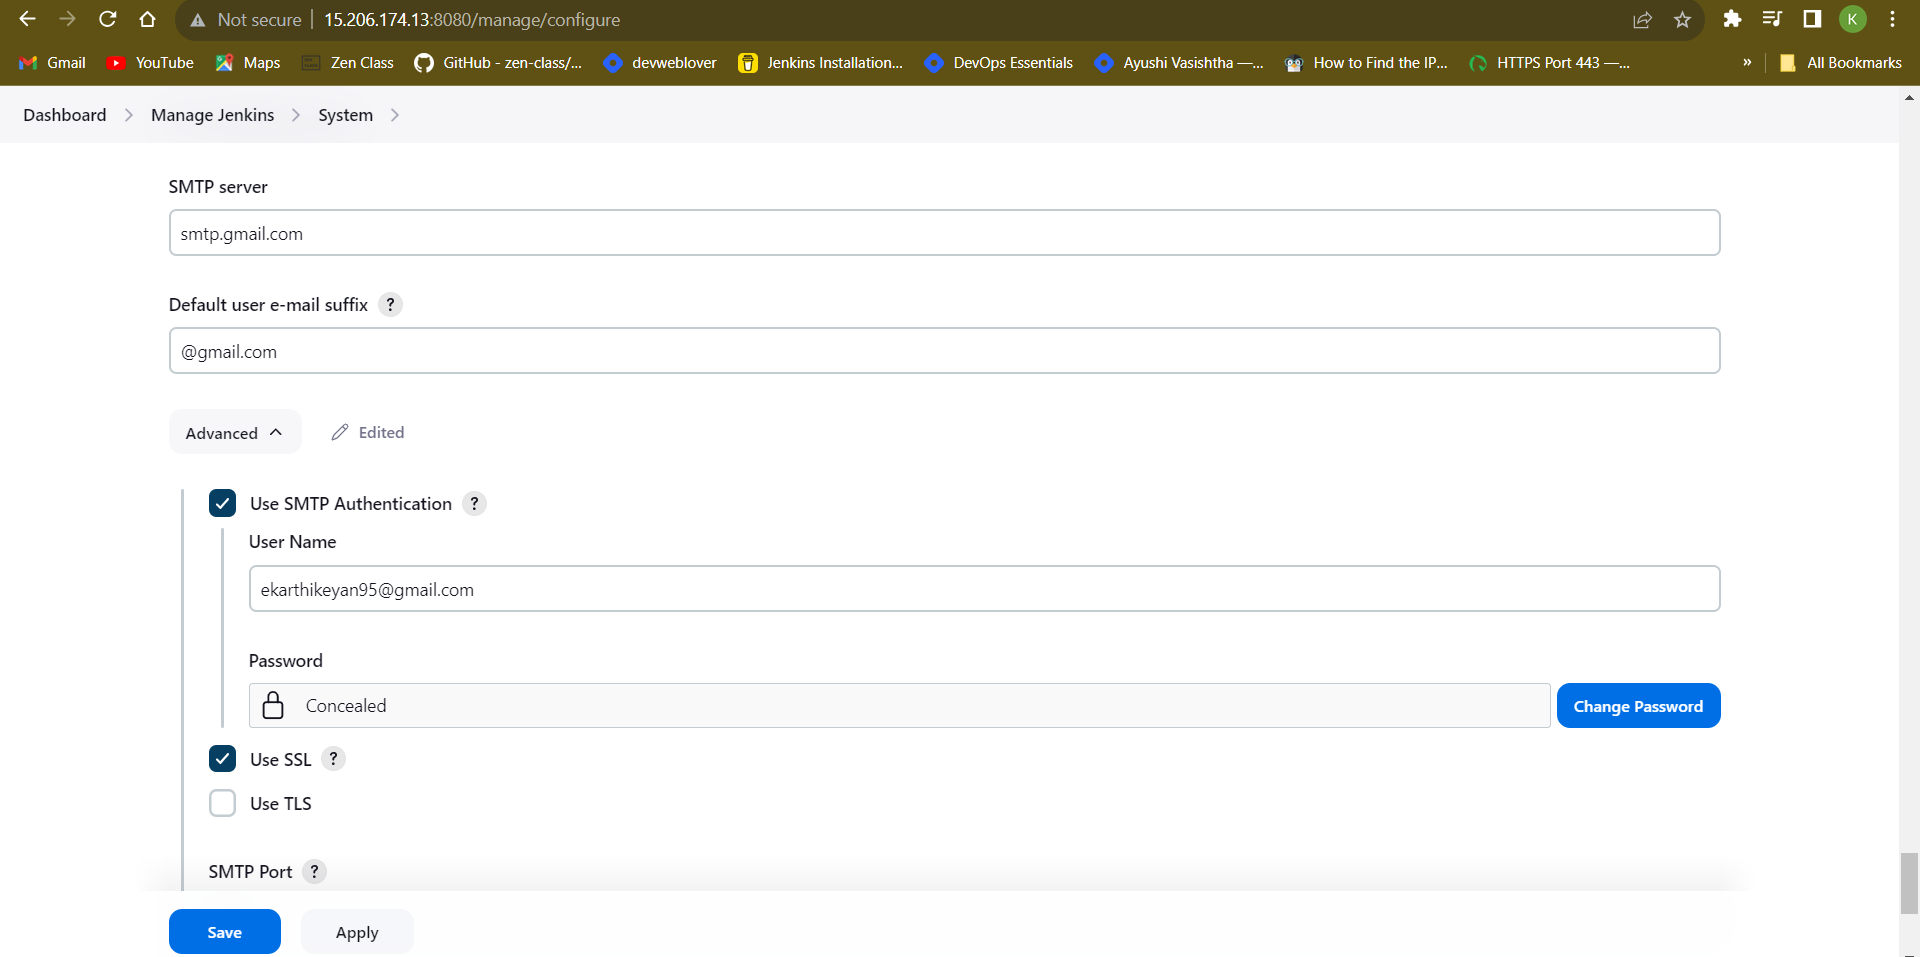 Not secure | 15.206.174.13:8080/manage/configure K
Gmail YouTube Maps Zen Class GitHub - zen-class/... devweblover Jenkins Installation... DevOps Essentials Ayushi Vasishtha —... How to Find the IP... HTTPS Port 443 —... » All Bookmarks
Dashboard > Manage Jenkins > System >
SMTP server
smtp.gmail.com
Default user e-mail suffix ?
@gmail.com
Advanced Edited
Use SMTP Authentication ?
User Name
ekarthikeyan95@gmail.com
Password
Concealed Change Password
Use SSL ?
Use TLS
SMTP Port ?
Save Apply